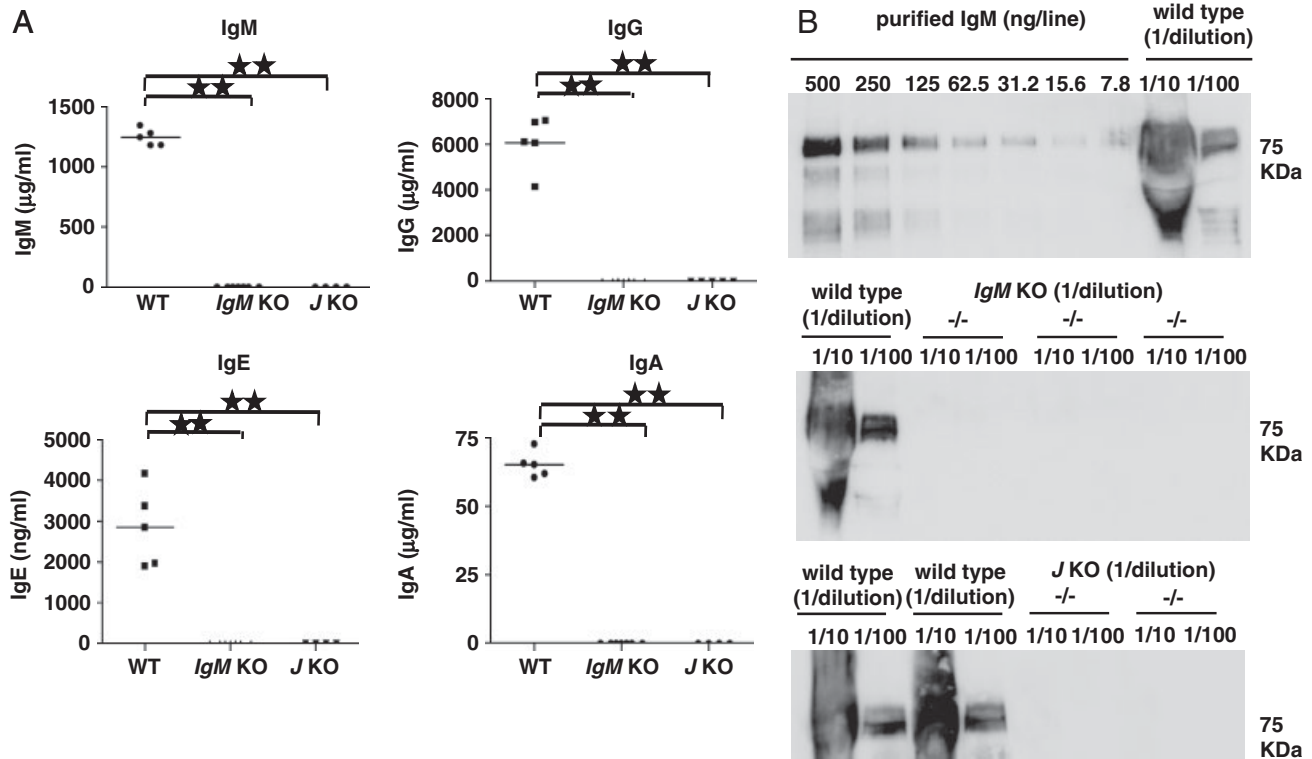 A
IgM
IgM (µg/ml)
1500
1000
500
0
WT IgM KO J KO
IgG
IgG (µg/ml)
8000
6000
4000
2000
0
WT IgM KO J KO
IgE
IgE (ng/ml)
5000
4000
3000
2000
1000
0
WT IgM KO J KO
IgA
IgA (µg/ml)
75
50
25
0
WT IgM KO J KO
B
purified IgM (ng/line)
wild type
(1/dilution)
500 250 125 62.5 31.2 15.6 7.8 1/10 1/100
75
KDa
wild type
(1/dilution)
IgM KO (1/dilution)
-/- -/- -/-
1/10 1/100 1/10 1/100 1/10 1/100 1/10 1/100
75
KDa
wild type
(1/dilution)
wild type
(1/dilution)
J KO (1/dilution)
-/- -/-
1/10 1/100 1/10 1/100 1/10 1/100 1/10 1/100
75
KDa